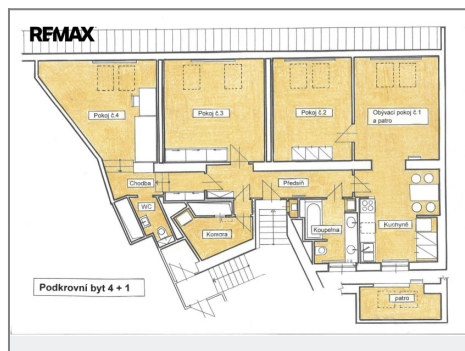 RE/MAX
Pokoj č.4
Pokoj č.3
Pokoj č.2
Obývací pokoj č.1
a patro
Chodba
Předsíň
WC
Komora
Koupelna
Kuchyně
Podkrovní byt 4 + 1
patro